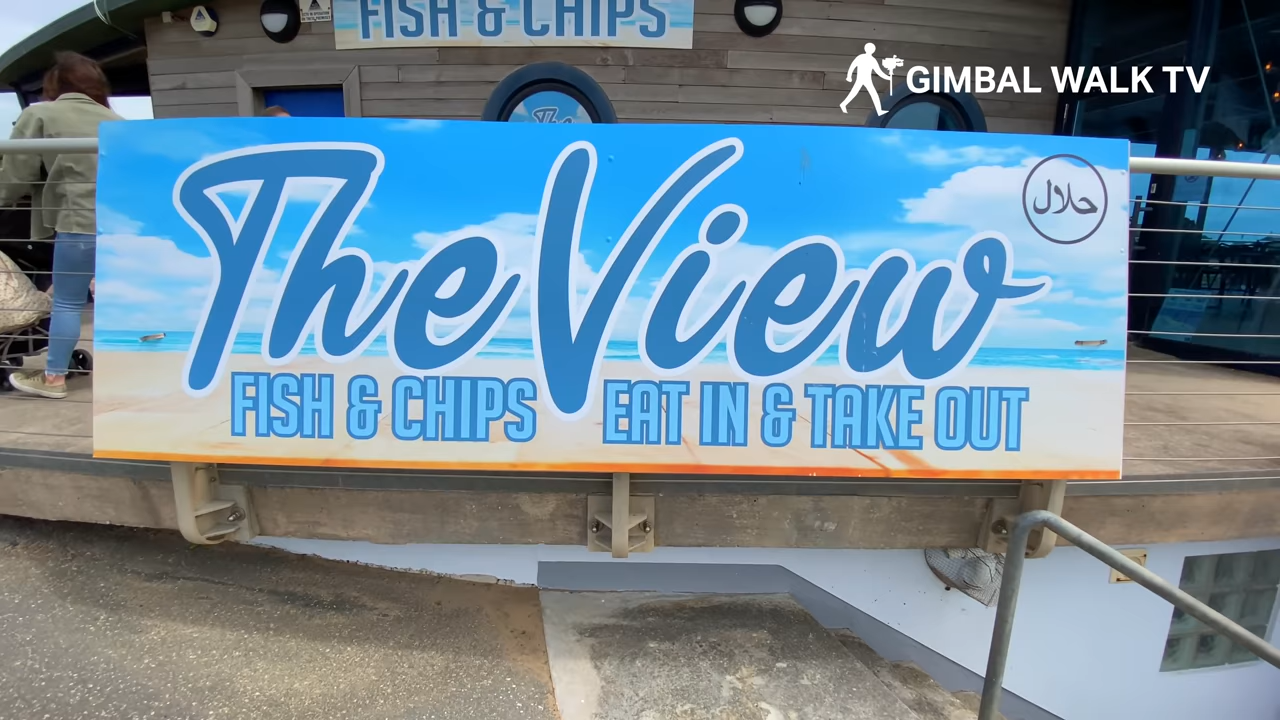 FISH & CHIPS
GIMBAL WALK TV
The View
حلال
FISH & CHIPS EAT IN & TAKE OUT